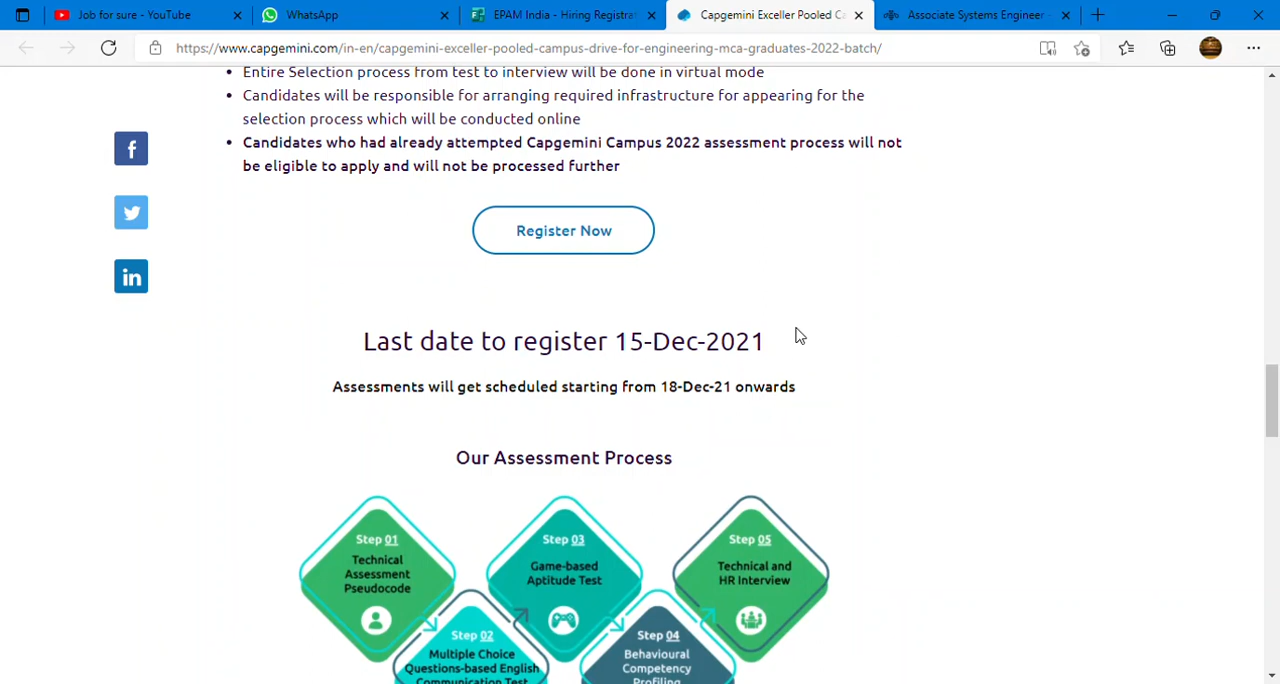 Job for sure - YouTube
WhatsApp
EPAM India - Hiring Registrat
Capgemini Exceller Pooled Ca
Associate Systems Engineer -
https://www.capgemini.com/in-en/capgemini-exceller-pooled-campus-drive-for-engineering-mca-graduates-2022-batch/
• Entire Selection process from test to interview will be done in virtual mode
• Candidates will be responsible for arranging required infrastructure for appearing for the
selection process which will be conducted online
• Candidates who had already attempted Capgemini Campus 2022 assessment process will not
be eligible to apply and will not be processed further
Register Now
Last date to register 15-Dec-2021
Assessments will get scheduled starting from 18-Dec-21 onwards
Our Assessment Process
Step 01
Technical
Assessment
Pseudocode
Step 02
Multiple Choice
Questions-based English
Communication Test
Step 03
Game-based
Aptitude Test
Step 04
Behavioural
Competency
Profiling
Step 05
Technical and
HR Interview